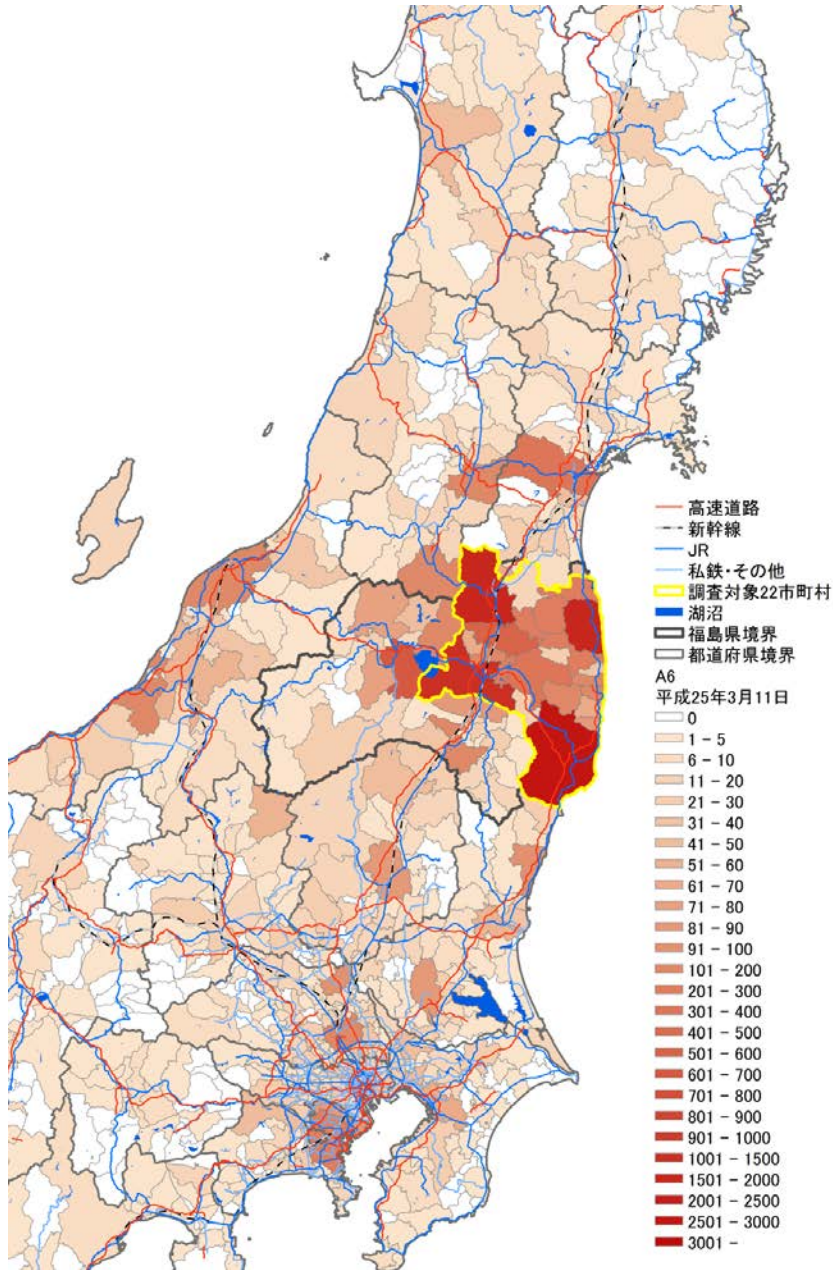 高速道路
新幹線
JR
私鉄・その他
調査対象22市町村
湖沼
福島県境界
都道府県境界
A6
平成25年3月11日
0
1 - 5
6 - 10
11 - 20
21 - 30
31 - 40
41 - 50
51 - 60
61 - 70
71 - 80
81 - 90
91 - 100
101 - 200
201 - 300
301 - 400
401 - 500
501 - 600
601 - 700
701 - 800
801 - 900
901 - 1000
1001 - 1500
1501 - 2000
2001 - 2500
2501 - 3000
3001 -